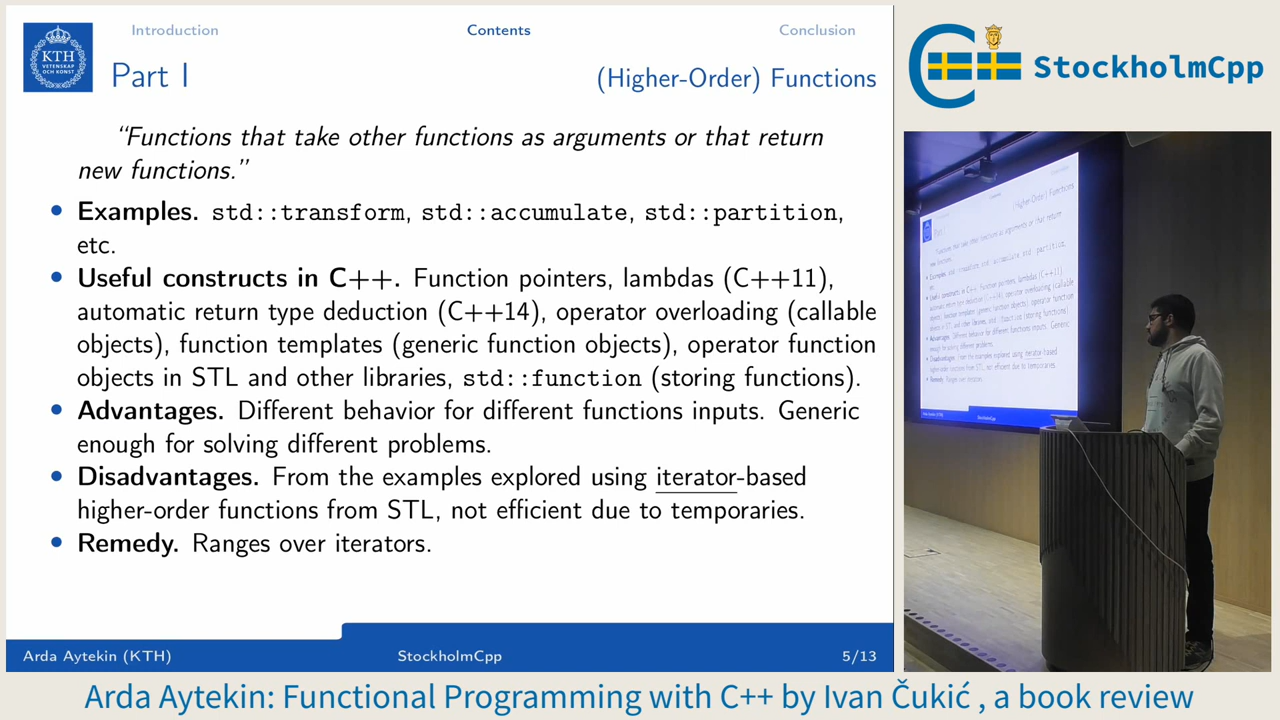 Introduction
Contents
Conclusion
KTH
VETENSKAP
OCH KONST
Part I
(Higher-Order) Functions
“Functions that take other functions as arguments or that return
new functions.”
• Examples. std::transform, std::accumulate, std::partition,
etc.
• Useful constructs in C++. Function pointers, lambdas (C++11),
automatic return type deduction (C++14), operator overloading (callable
objects), function templates (generic function objects), operator function
objects in STL and other libraries, std::function (storing functions).
• Advantages. Different behavior for different functions inputs. Generic
enough for solving different problems.
• Disadvantages. From the examples explored using iterator-based
higher-order functions from STL, not efficient due to temporaries.
• Remedy. Ranges over iterators.
Arda Aytekin (KTH)
StockholmCpp
5/13
StockholmCpp
Arda Aytekin: Functional Programming with C++ by Ivan Čukić , a book review